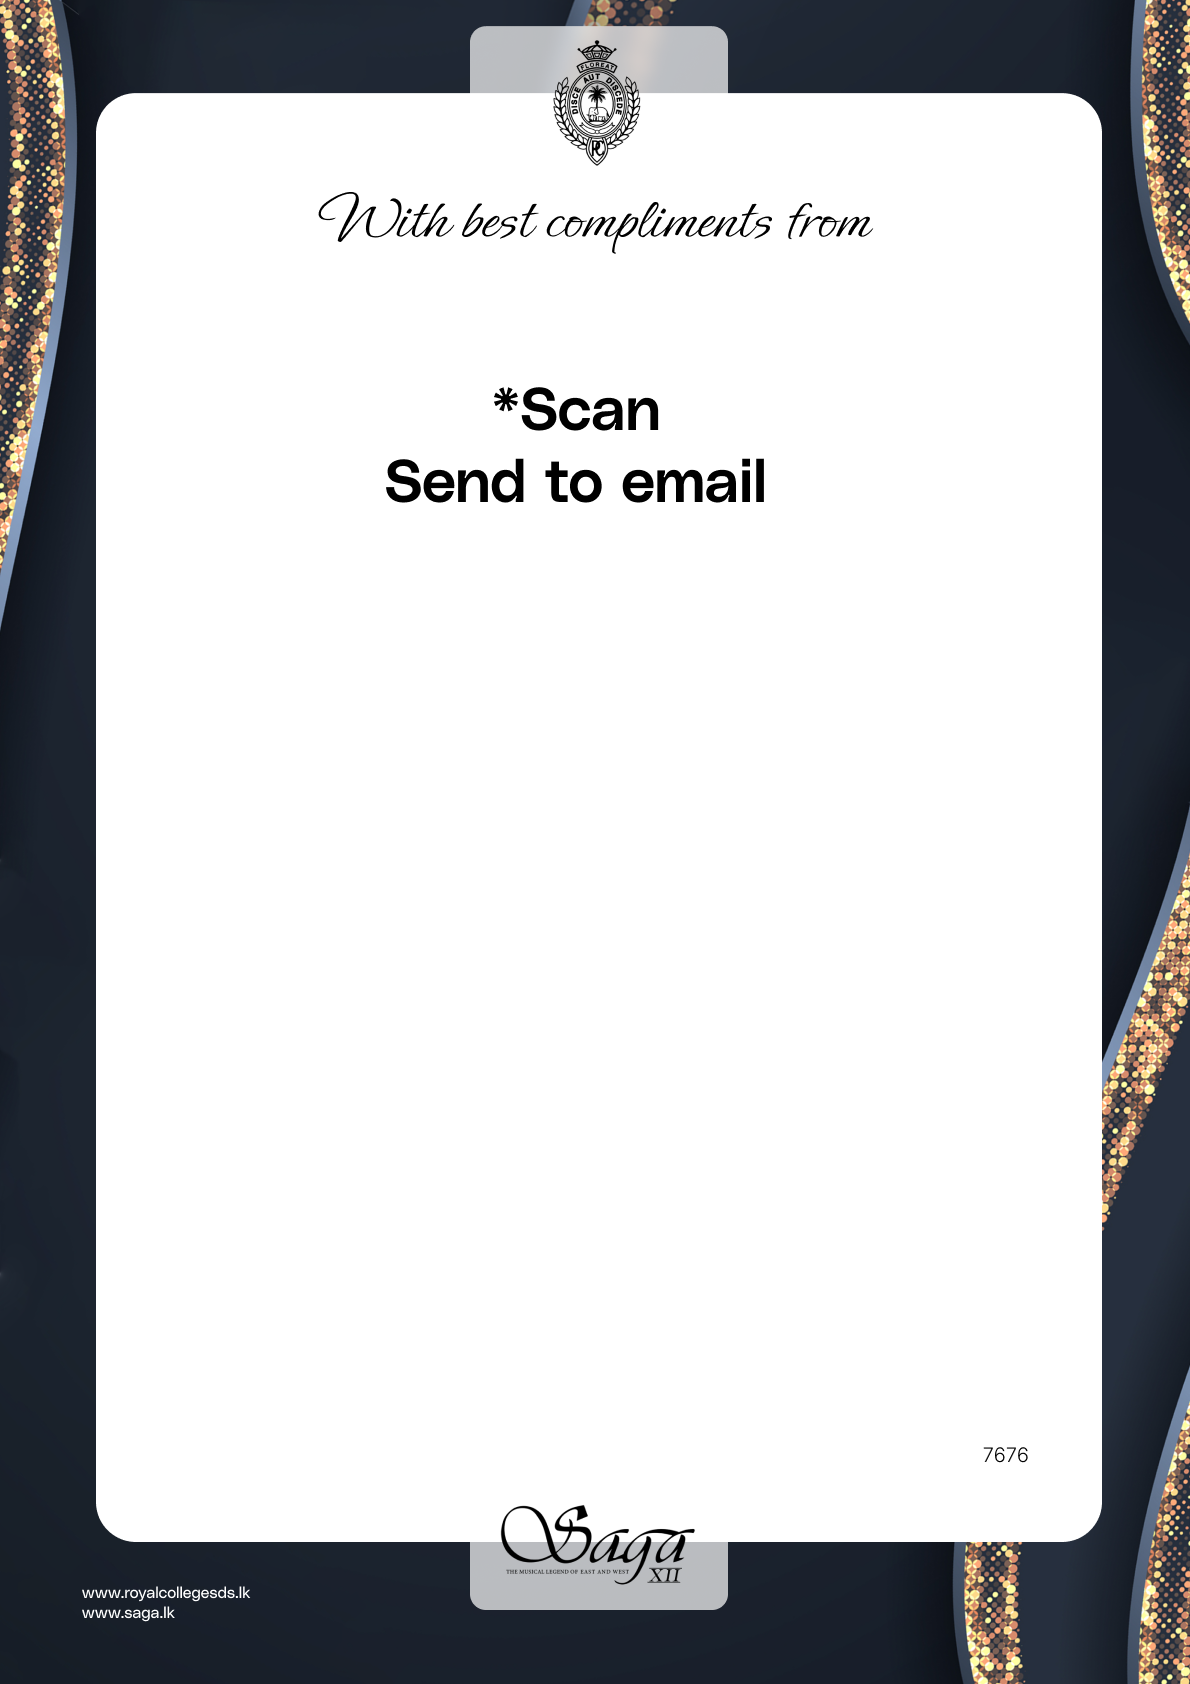 FLOREAT
DISCE AUT DISCEDE
RC
With best compliments from
*Scan
Send to email
7676
Saga
THE MUSICAL LEGEND OF EAST AND WEST
XII
www.royalcollegesds.lk
www.saga.lk